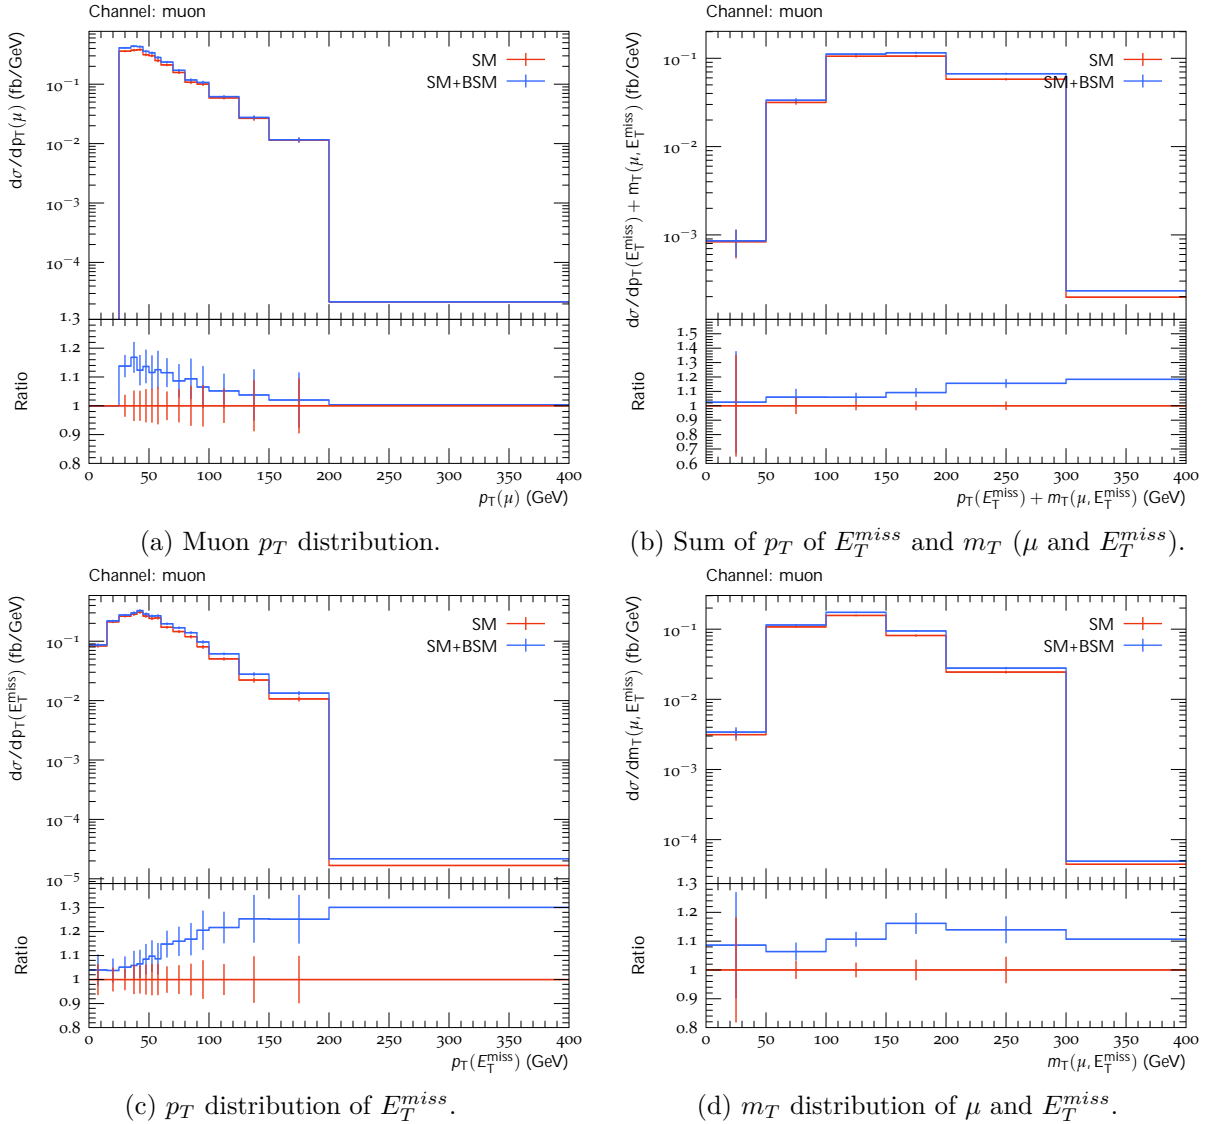 Channel: muon
dσ/dp_T(μ) (fb/GeV)
SM
SM+BSM
10^−1
10^−2
10^−3
10^−4
1.3
1.2
1.1
1
0.9
0.8
Ratio
0 50 100 150 200 250 300 350 400
p_T(μ) (GeV)
(a) Muon p_T distribution.
Channel: muon
dσ/dp_T(E_T^miss) + m_T(μ, E_T^miss) (fb/GeV)
SM
SM+BSM
10^−1
10^−2
10^−3
1.5
1.4
1.3
1.2
1.1
1
0.9
0.8
0.7
0.6
Ratio
0 50 100 150 200 250 300 350 400
p_T(E_T^miss) + m_T(μ, E_T^miss) (GeV)
(b) Sum of p_T of E_T^miss and m_T (μ and E_T^miss).
Channel: muon
dσ/dp_T(E_T^miss) (fb/GeV)
SM
SM+BSM
10^−1
10^−2
10^−3
10^−4
10^−5
1.3
1.2
1.1
1
0.9
0.8
Ratio
0 50 100 150 200 250 300 350 400
p_T(E_T^miss) (GeV)
(c) p_T distribution of E_T^miss.
Channel: muon
dσ/dm_T(μ, E_T^miss) (fb/GeV)
SM
SM+BSM
10^−1
10^−2
10^−3
10^−4
1.3
1.2
1.1
1
0.9
0.8
Ratio
0 50 100 150 200 250 300 350 400
m_T(μ, E_T^miss) (GeV)
(d) m_T distribution of μ and E_T^miss.